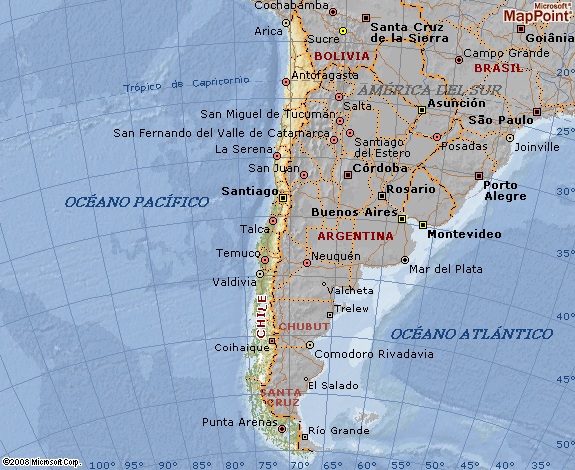 Microsoft®
MapPoint®
Cochabamba
Arica
Sucre
Santa Cruz
de la Sierra
Goiânia
BOLIVIA
Campo Grande
BRASIL
Antofagasta
Trópico de Capricornio
AMÉRICA DEL SUR
Salta
Asunción
20°
São Paulo
San Miguel de Tucumán
San Fernando del Valle de Catamarca
Santiago
del Estero
Posadas
Joinville
25°
La Serena
San Juan
Córdoba
Porto
Alegre
Santiago
Rosario
30°
OCÉANO PACÍFICO
Buenos Aires
Talca
ARGENTINA
Montevideo
35°
Temuco
Neuquén
Mar del Plata
Valdivia
Valcheta
CHILE
Trelew
40°
CHUBUT
OCÉANO ATLÁNTICO
Coihaique
Comodoro Rivadavia
45°
El Salado
SANTA
CRUZ
Punta Arenas
Río Grande
50°
©2008 Microsoft Corp.
100°
95°
90°
85°
80°
75°
70°
65°
60°
55°
50°
45°
40°
35°